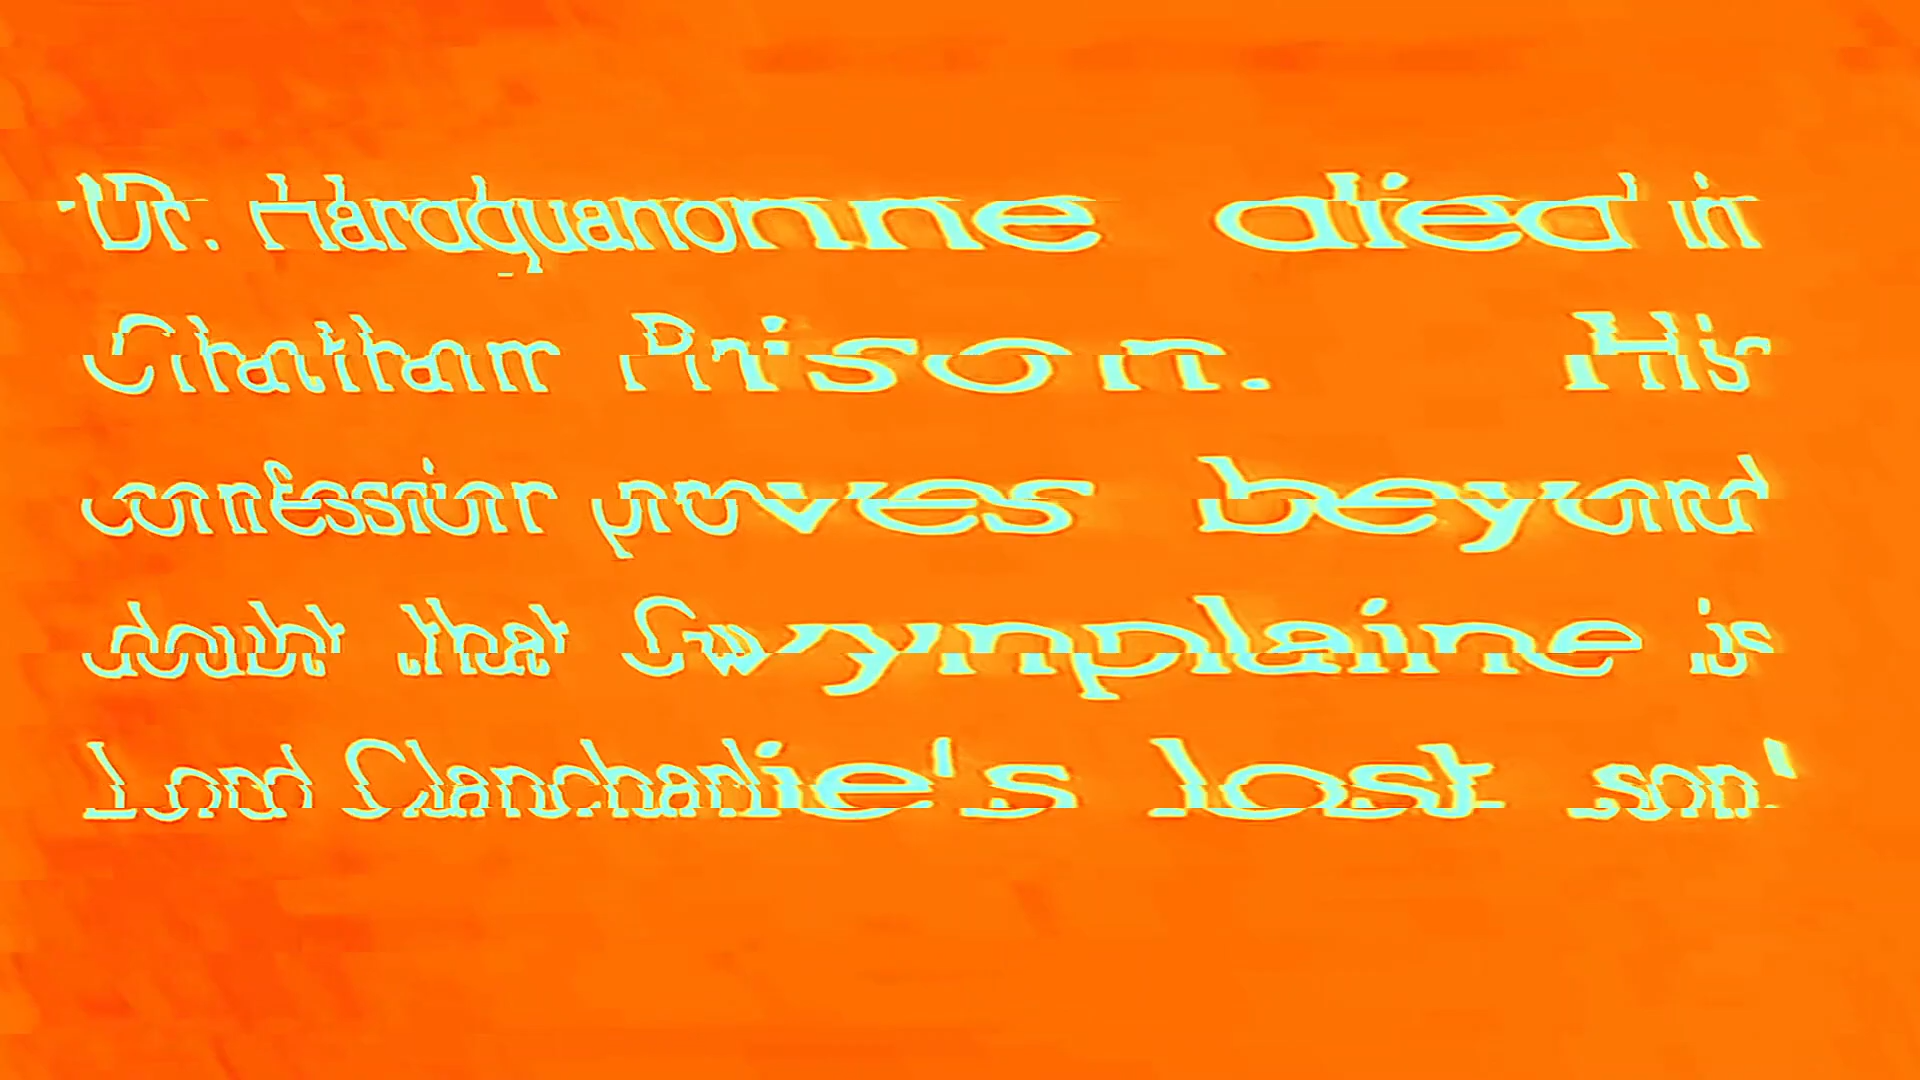 "Dr. Hardquanonne died in
Chatham Prison. His
confession proves beyond
doubt that Gwynplaine is
Lord Clancharlie's lost son"